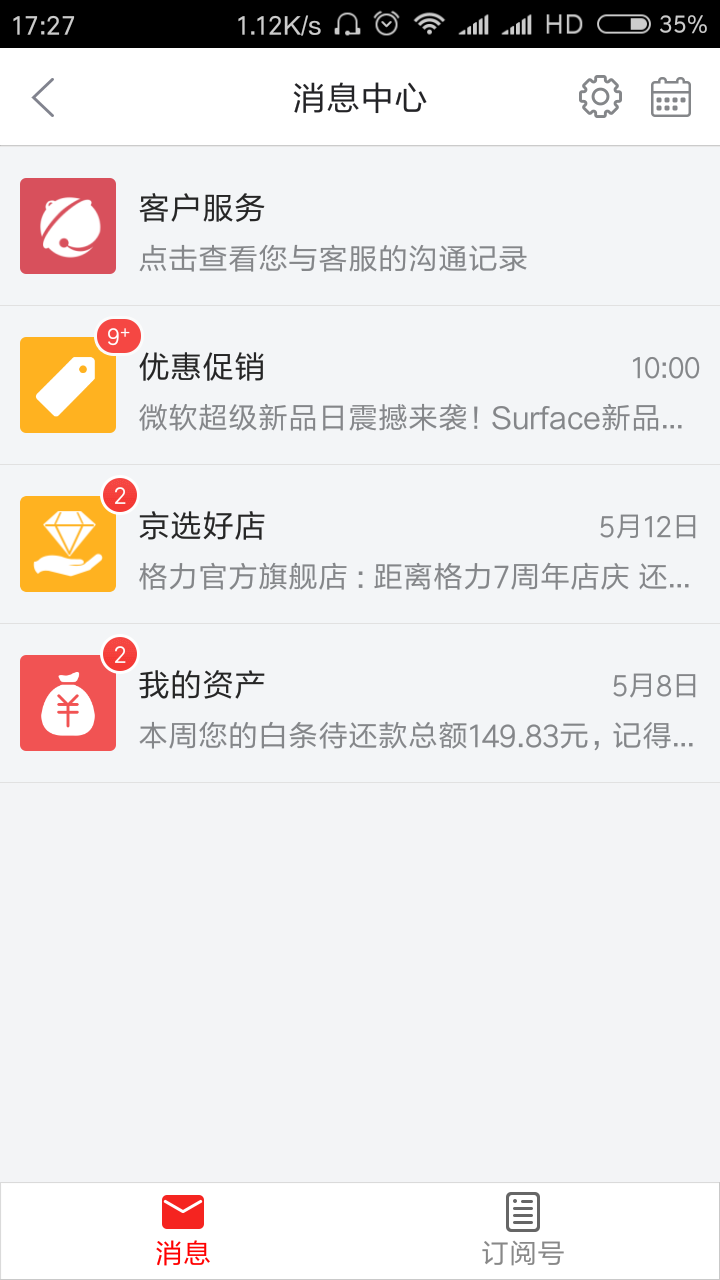 17:27 1.12K/s HD 35%
消息中心
客户服务
点击查看您与客服的沟通记录
9+
优惠促销 10:00
微软超级新品日震撼来袭！Surface新品...
2
京选好店 5月12日
格力官方旗舰店：距离格力7周年店庆 还...
2
我的资产 5月8日
本周您的白条待还款总额149.83元，记得...
消息 订阅号